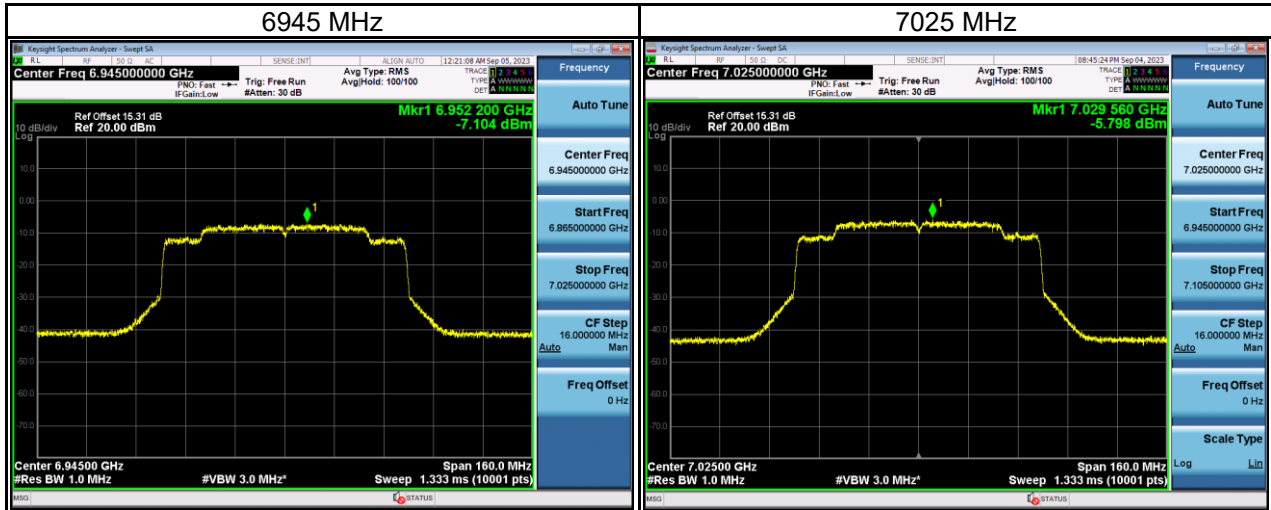 6945 MHz
Keysight Spectrum Analyzer - Swept SA
RL RF 50 Ω AC SENSE:INT ALIGN AUTO 12:21:08 AM Sep 05, 2023
Center Freq 6.945000000 GHz
PNO: Fast
IFGain:Low
Trig: Free Run
#Atten: 30 dB
Avg Type: RMS
Avg|Hold: 100/100
TRACE 1 2 3 4 5 6
TYPE A WWWWW
DET A N N N N N
Mkr1 6.952 200 GHz
-7.104 dBm
Ref Offset 15.31 dB
10 dB/div Ref 20.00 dBm
Log
10.0
0.00
-10.0
-20.0
-30.0
-40.0
-50.0
-60.0
-70.0
1
Center 6.94500 GHz Span 160.0 MHz
#Res BW 1.0 MHz #VBW 3.0 MHz* Sweep 1.333 ms (10001 pts)
MSG STATUS
Frequency
Auto Tune
Center Freq
6.945000000 GHz
Start Freq
6.865000000 GHz
Stop Freq
7.025000000 GHz
CF Step
16.000000 MHz
Auto Man
Freq Offset
0 Hz
7025 MHz
Keysight Spectrum Analyzer - Swept SA
RL RF 50 Ω DC SENSE:INT 08:45:24 PM Sep 04, 2023
Center Freq 7.025000000 GHz
PNO: Fast
IFGain:Low
Trig: Free Run
#Atten: 30 dB
Avg Type: RMS
Avg|Hold: 100/100
TRACE 1 2 3 4 5 6
TYPE A WWWWW
DET A N N N N N
Mkr1 7.029 560 GHz
-5.798 dBm
Ref Offset 15.31 dB
10 dB/div Ref 20.00 dBm
Log
10.0
0.00
-10.0
-20.0
-30.0
-40.0
-50.0
-60.0
-70.0
1
Center 7.02500 GHz Span 160.0 MHz
#Res BW 1.0 MHz #VBW 3.0 MHz* Sweep 1.333 ms (10001 pts)
MSG STATUS
Frequency
Auto Tune
Center Freq
7.025000000 GHz
Start Freq
6.945000000 GHz
Stop Freq
7.105000000 GHz
CF Step
16.000000 MHz
Auto Man
Freq Offset
0 Hz
Scale Type
Log Lin